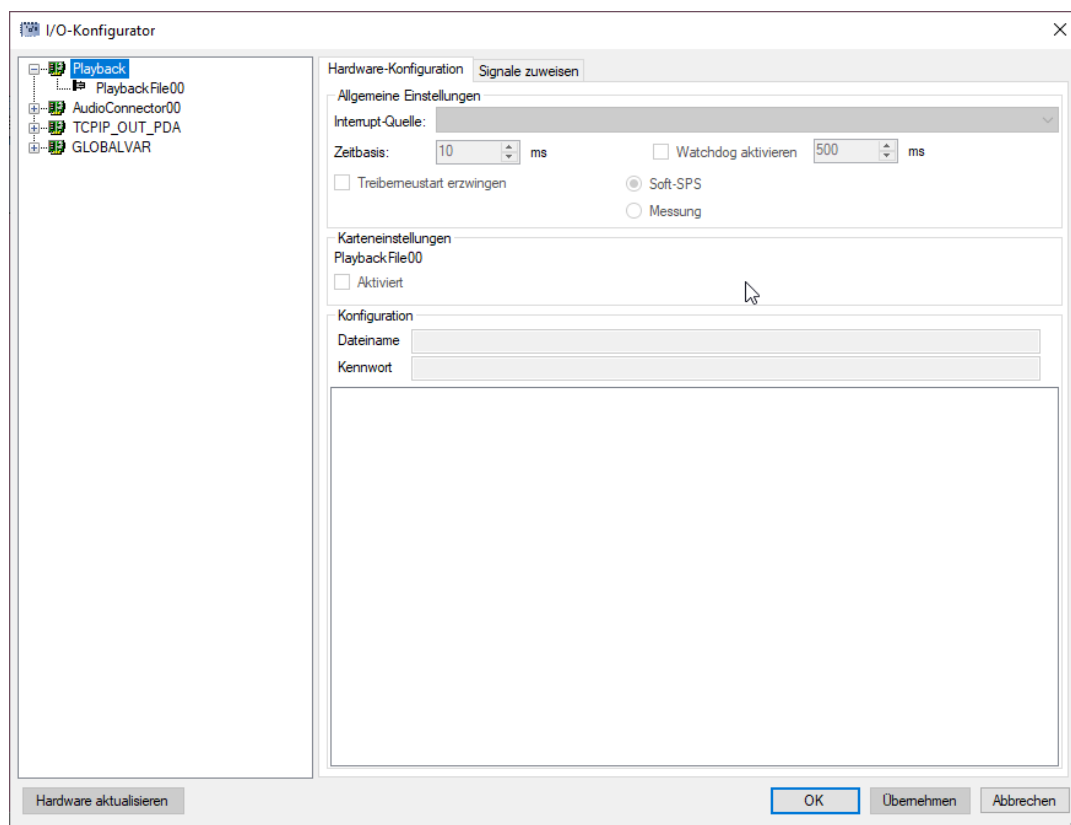 I/O-Konfigurator
Playback
PlaybackFile00
AudioConnector00
TCPIP_OUT_PDA
GLOBALVAR
Hardware-Konfiguration Signale zuweisen
Allgemeine Einstellungen
Interrupt-Quelle:
Zeitbasis: 10 ms Watchdog aktivieren 500 ms
Treiberneustart erzwingen Soft-SPS
Messung
Karteneinstellungen
PlaybackFile00
Aktiviert
Konfiguration
Dateiname
Kennwort
Hardware aktualisieren OK Übernehmen Abbrechen